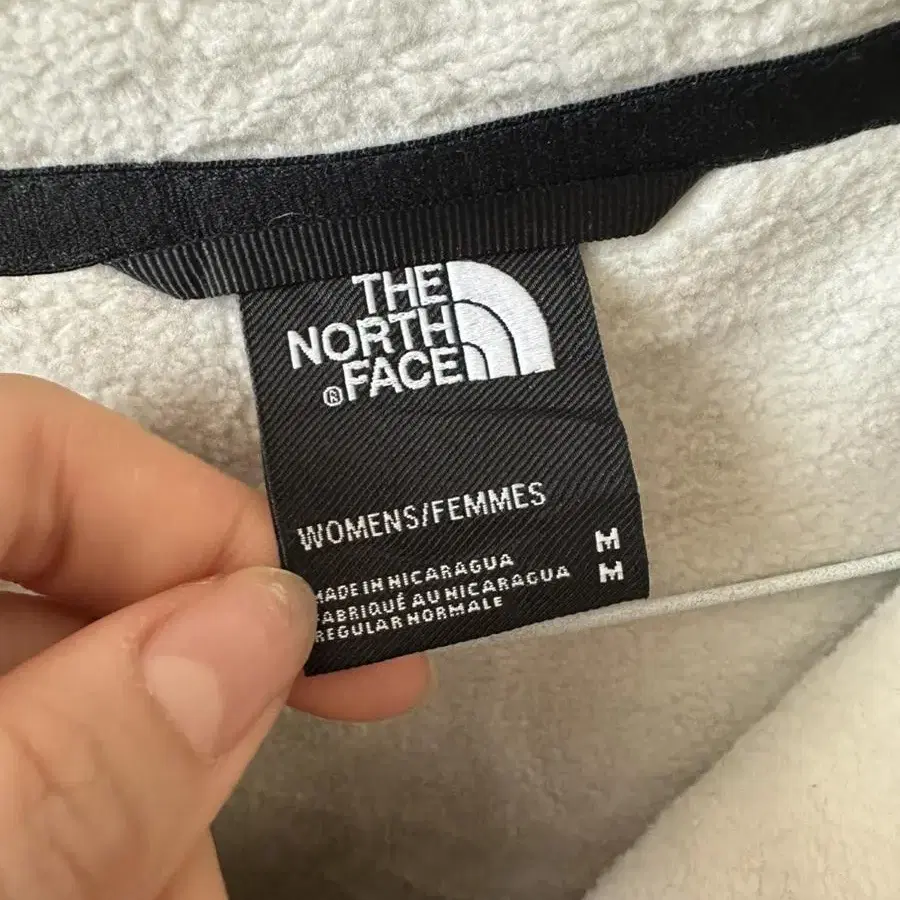 THE
NORTH
®FACE
WOMENS/FEMMES
MADE IN NICARAGUA
FABRIQUÉ AU NICARAGUA
REGULAR NORMALE
M
M